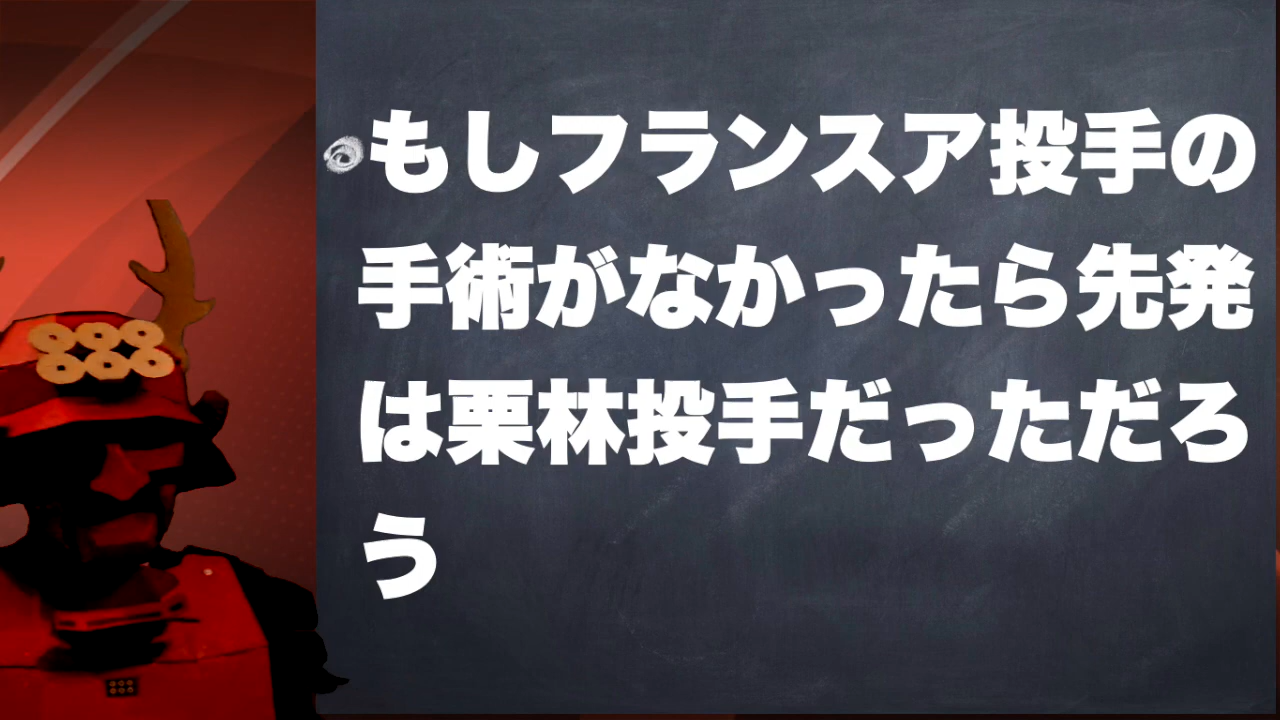 もしフランスア投手の
手術がなかったら先発
は栗林投手だっただろ
う